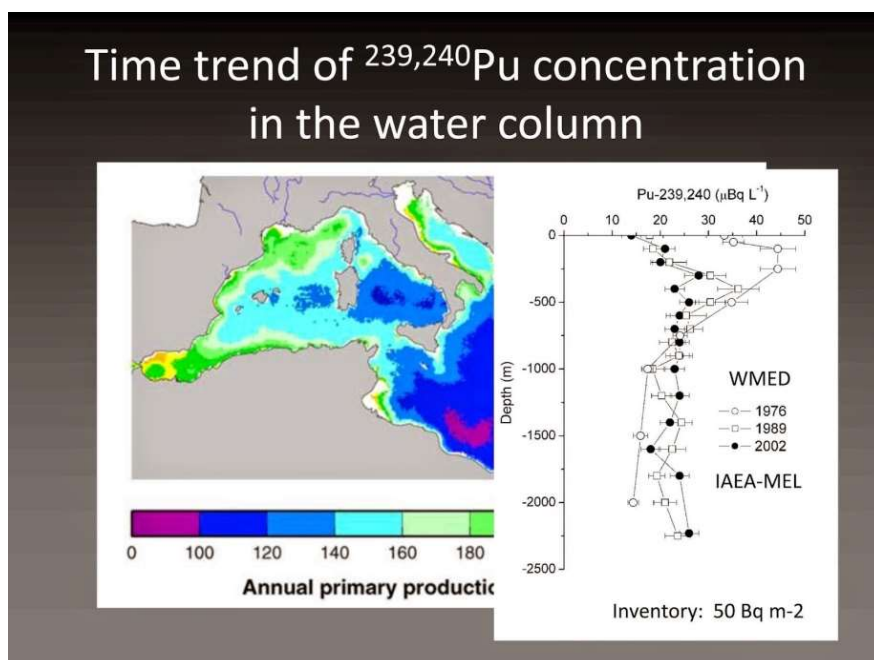 Time trend of ²³⁹,²⁴⁰Pu concentration
in the water column
0 100 120 140 160 180
Annual primary productio
Pu-239,240 (µBq L⁻¹)
0 10 20 30 40 50
0
-500
-1000
-1500
-2000
-2500
Depth (m)
WMED
1976
1989
2002
IAEA-MEL
Inventory: 50 Bq m-2